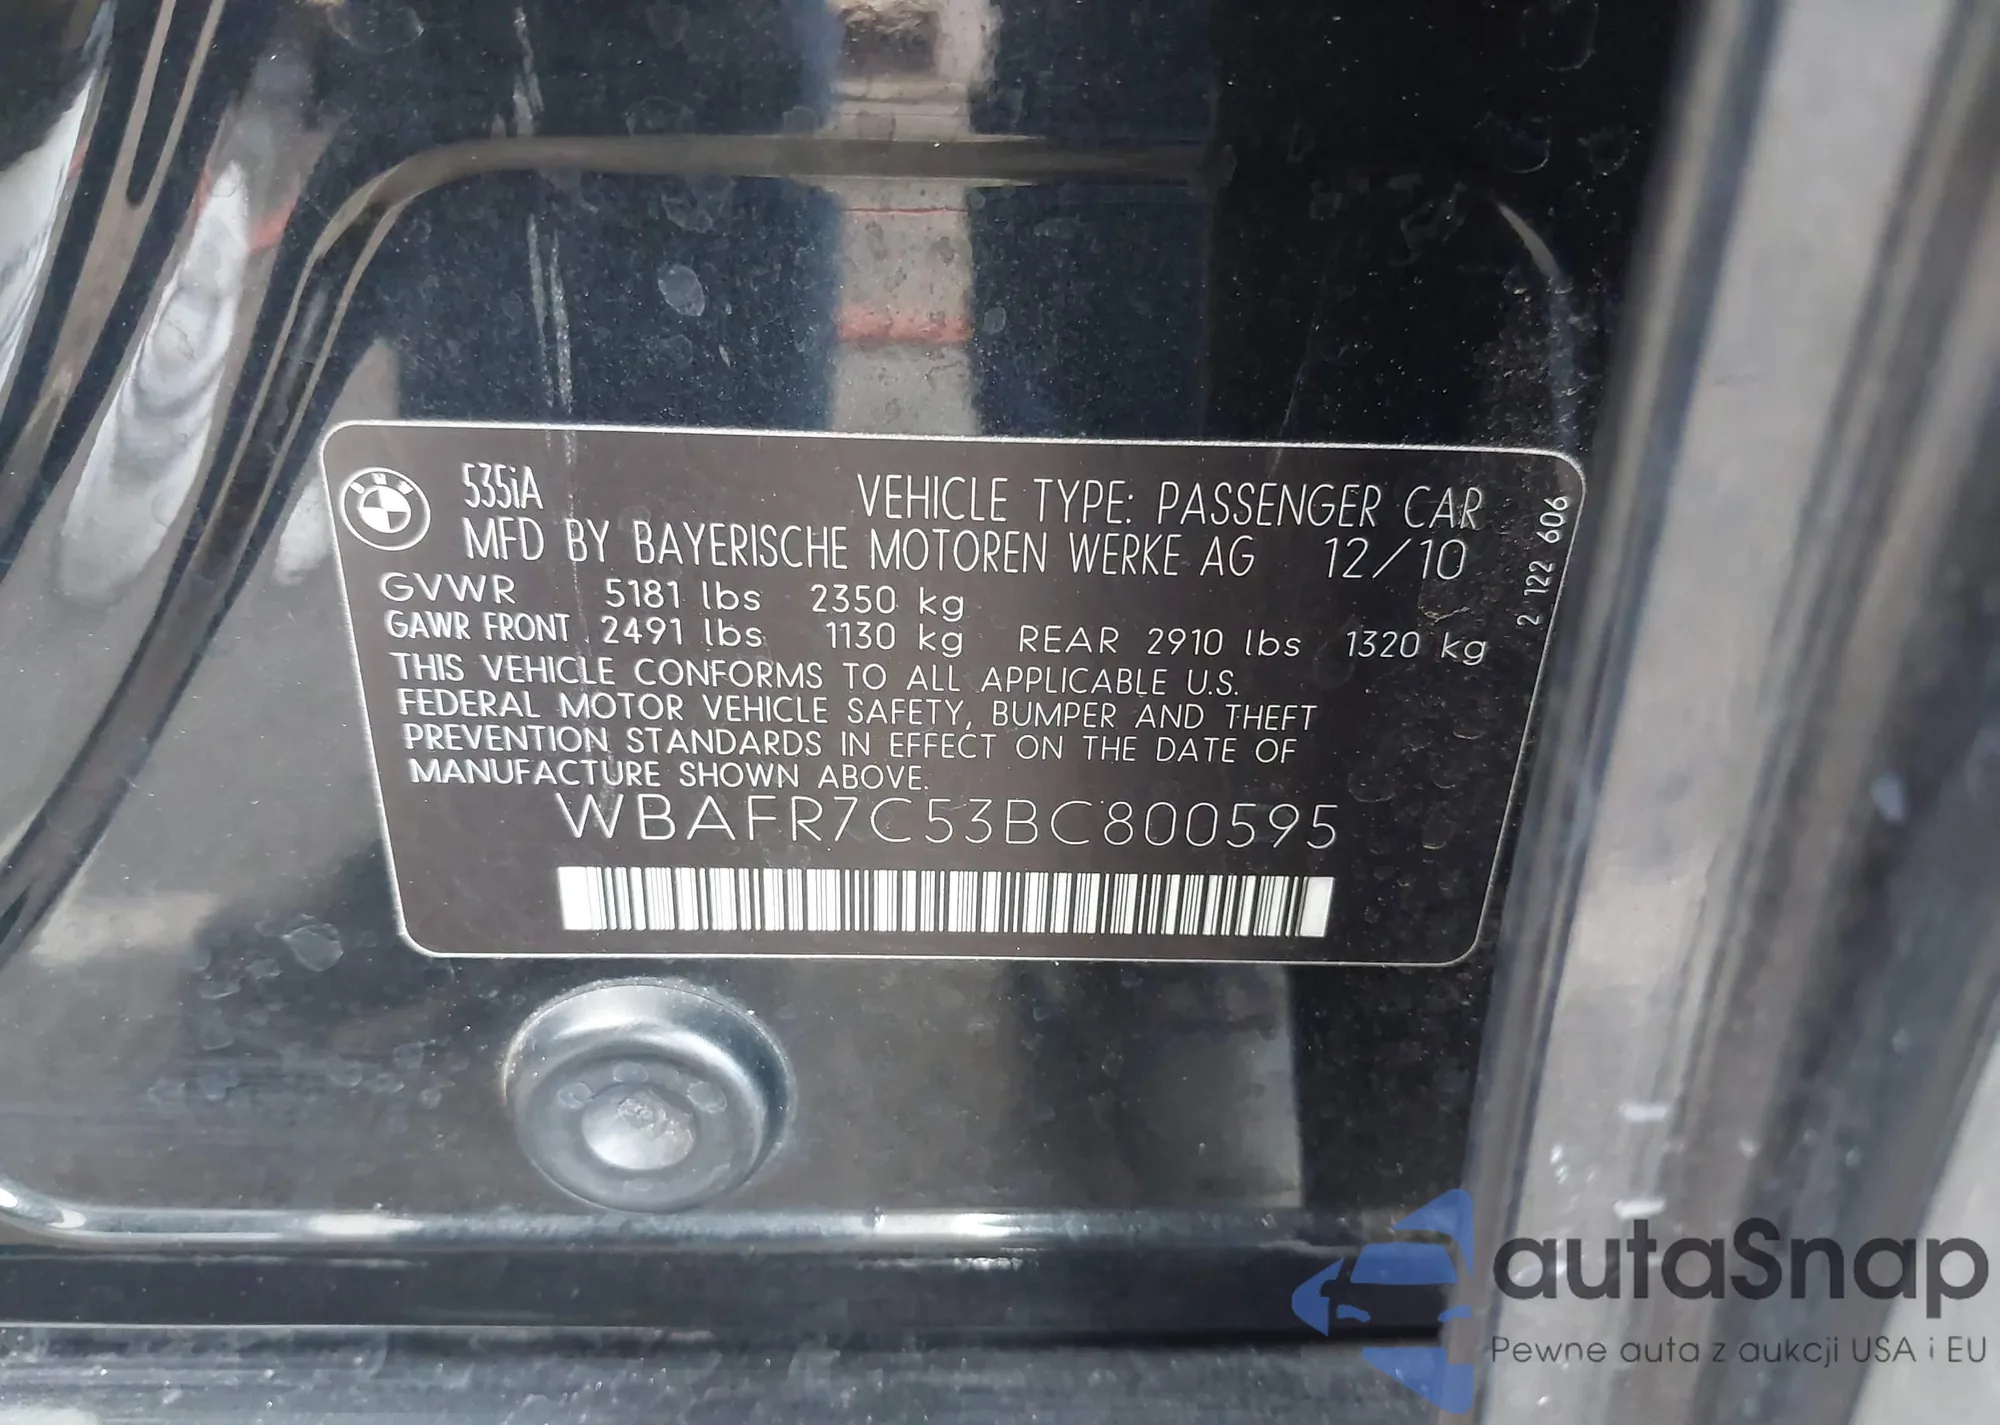 BMW
535iA
VEHICLE TYPE: PASSENGER CAR
MFD BY BAYERISCHE MOTOREN WERKE AG 12/10
GVWR 5181 lbs 2350 kg
GAWR FRONT 2491 lbs 1130 kg REAR 2910 lbs 1320 kg
THIS VEHICLE CONFORMS TO ALL APPLICABLE U.S.
FEDERAL MOTOR VEHICLE SAFETY, BUMPER AND THEFT
PREVENTION STANDARDS IN EFFECT ON THE DATE OF
MANUFACTURE SHOWN ABOVE.
WBAFR7C53BC800595
2 122 606
autaSnap
Pewne auta z aukcji USA i EU